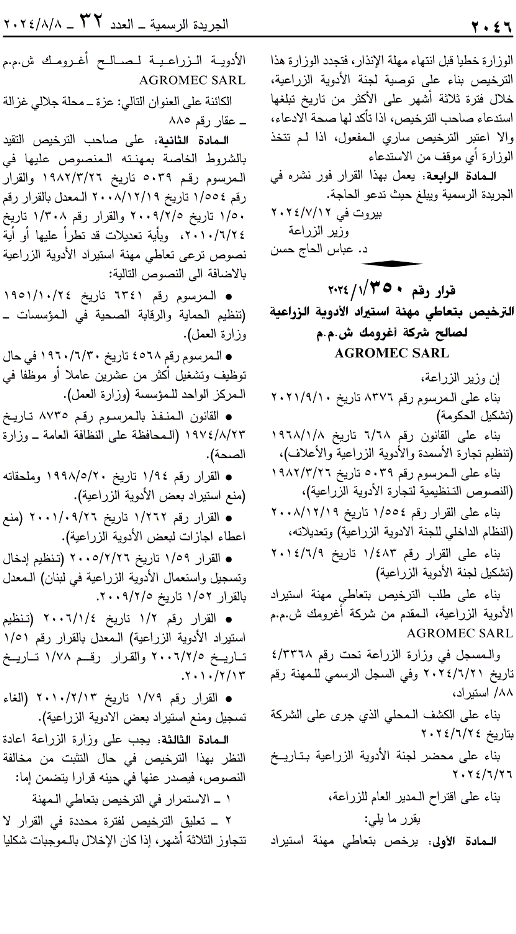 ٢٠٤٦
الجريدة الرسمية ــ العدد ٣٢ ــ ٢٠٢٤/٨/٨
الوزارة خطيا قبل انتهاء مهلة الإنذار، فتجدد الوزارة هذا
الترخيص بناء على توصية لجنة الأدوية الزراعية،
خلال فترة ثلاثة أشهر على الأكثر من تاريخ تبلغها
استدعاء صاحب الترخيص، اذا تأكد لها صحة الادعاء،
والا اعتبر الترخيص ساري المفعول، اذا لم تتخذ
الوزارة أي موقف من الاستدعاء
المـادة الرابعة: يعمل بهذا القرار فور نشره في
الجريدة الرسمية ويبلغ حيث تدعو الحاجة.
بيروت في ٢٠٢٤/٧/١٢
وزير الزراعة
د. عباس الحاج حسن
قرار رقم ٢٠٢٤/١/٣٥٠
الترخيص بتعاطي مهنة استيراد الأدوية الزراعية
لصالح شركة أغرومك ش.م.م
AGROMEC SARL
إن وزير الزراعة،
بناء على المرسوم رقم ٨٣٧٦ تاريخ ٢٠٢١/٩/١٠
(تشكيل الحكومة)
بناء على القانون رقم ٦/٦٨ تاريخ ١٩٦٨/١/٨
(تنظيم تجارة الأسمدة والأدوية الزراعية والأعلاف)،
بناء على المرسوم رقم ٥٠٣٩ تاريخ ١٩٨٢/٣/٢٦
(النصوص التنظيمية لتجارة الأدوية الزراعية)،
بناء على القرار رقم ١/٥٥٤ تاريخ ٢٠٠٨/١٢/١٩
(النظام الداخلي للجنة الادوية الزراعية) وتعديلاته،
بناء على القرار رقم ١/٤٨٣ تاريخ ٢٠١٤/٦/٩
(تشكيل لجنة الأدوية الزراعية)
بناء على طلب الترخيص بتعاطي مهنة استيراد
الأدوية الزراعية، المقدم من شركة أغرومك ش.م.م
AGROMEC SARL
والمسجل في وزارة الزراعة تحت رقم ٤/٣٣٦٨
تاريخ ٢٠٢٤/٦/٢١ وفي السجل الرسمي للمهنة رقم
٨٨/ استيراد،
بناء على الكشف المحلي الذي جرى على الشركة
بتاريخ ٢٠٢٤/٦/٢٤
بناء على محضر لجنة الأدوية الزراعية بـتـاريـخ
٢٠٢٤/٦/٢٦
بناء على اقتراح المدير العام للزراعة،
يقرر ما يلي:
المـادة الأولى: يرخص بتعاطي مهنة استيراد
الأدوية الـزراعـيـة لـصـالـح أغـرومـك ش.م.م
AGROMEC SARL
الكائنة على العنوان التالي: عزة ــ محلة جلالي غزالة
ــ عقار رقم ٨٨٥
المـادة الثانية: على صاحب الترخيص التقيد
بالشروط الخاصة بمهنته المنصوص عليها في
المرسوم رقم ٥٠٣٩ تاريخ ١٩٨٢/٣/٢٦ والقرار
رقم ١/٥٥٤ تاريخ ٢٠٠٨/١٢/١٩ المعدل بالقرار رقم
١/٥٠ تاريخ ٢٠٠٩/٢/٥ والقرار رقم ١/٣٠٨ تاريخ
٢٠١٠/٦/٢٤، وبأية تعديلات قد تطرأ عليها أو أية
نصوص ترعى تعاطي مهنة استيراد الأدوية الزراعية
بالاضافة الى النصوص التالية:
• المرسوم رقم ٦٣٤١ تاريخ ١٩٥١/١٠/٢٤
(تنظيم الحماية والرقابة الصحية في المؤسسات ــ
وزارة العمل).
• المرسوم رقم ٤٥٦٨ تاريخ ١٩٦٠/٦/٣٠ في حال
توظيف وتشغيل أكثر من عشرين عاملا أو موظفا في
المركز الواحد للمؤسسة (وزارة العمل).
• القانون المنفذ بالمرسوم رقم ٨٧٣٥ تـاريـخ
١٩٧٤/٨/٢٣ (المحافظة على النظافة العامة ــ وزارة
الصحة).
• القرار رقم ١/٩٤ تاريخ ١٩٩٨/٥/٢٠ وملحقاته
(منع استيراد بعض الأدوية الزراعية).
• القرار رقم ١/٢٦٢ تاريخ ٢٠٠١/٠٩/٢٦ (منع
اعطاء اجازات لبعض الأدوية الزراعية).
• القرار ١/٥٩ تاريخ ٢٠٠٥/٢/٢٦ (تنظيم إدخال
وتسجيل واستعمال الأدوية الزراعية في لبنان) المعدل
بالقرار ١/٥٢ تاريخ ٢٠٠٩/٢/٥.
• القرار رقم ١/٢ تاريخ ٢٠٠٦/١/٤ (تنظيم
استيراد الأدوية الزراعية) المعدل بالقرار رقم ١/٥١
تـاريـخ ٢٠٠٦/٢/٥ والقـرار رقـم ١/٧٨ تـاريـخ
٢٠١٠/٢/١٣.
• القرار رقم ١/٧٩ تاريخ ٢٠١٠/٢/١٣ (الغاء
تسجيل ومنع استيراد بعض الادوية الزراعية).
المـادة الثالثة: يجب على وزارة الزراعة اعادة
النظر بهذا الترخيص في حال التثبت من مخالفة
النصوص، فيصدر عنها في حينه قرارا يتضمن إما:
١ ــ الاستمرار في الترخيص بتعاطي المهنة
٢ ــ تعليق الترخيص لفترة محددة في القرار لا
تتجاوز الثلاثة أشهر، إذا كان الإخلال بالموجبات شكليا